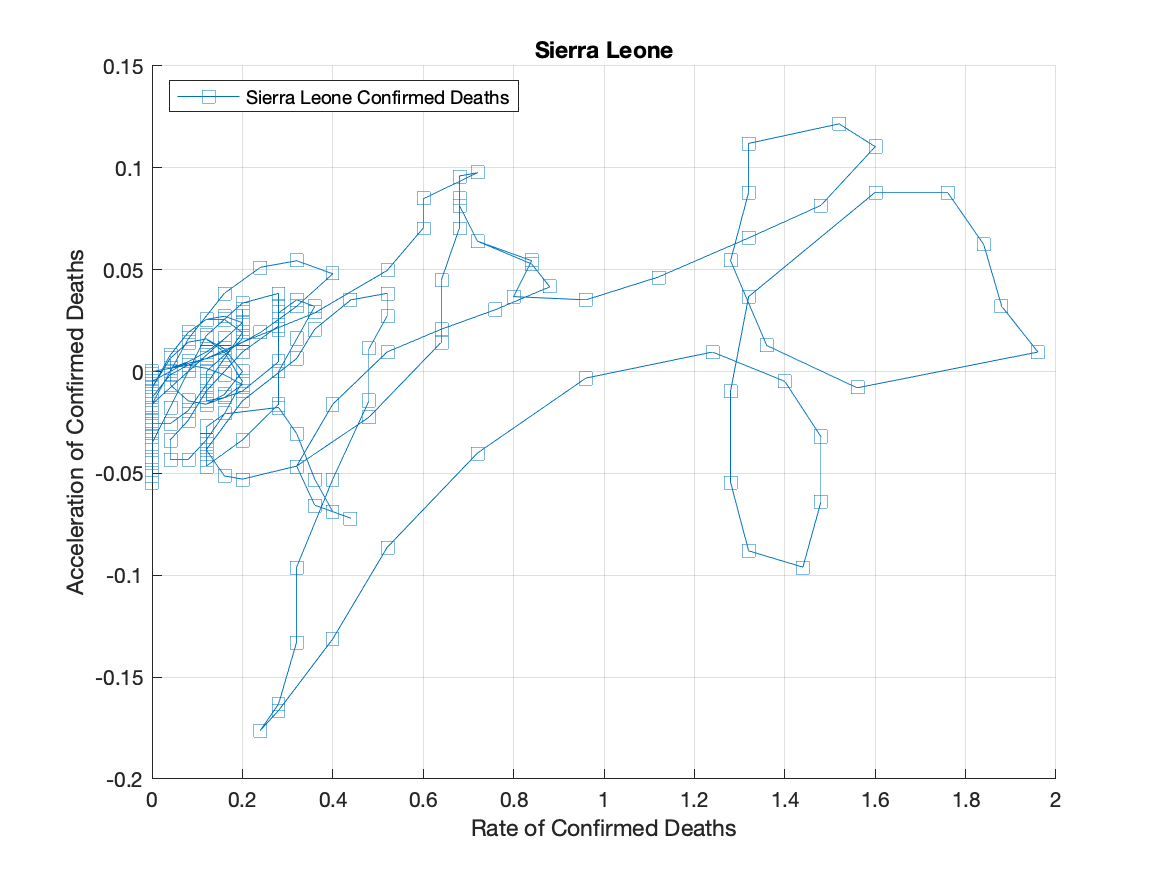 Sierra Leone
0.15
Sierra Leone Confirmed Deaths
0.1
0.05
0
-0.05
-0.1
-0.15
-0.2
Acceleration of Confirmed Deaths
0 0.2 0.4 0.6 0.8 1 1.2 1.4 1.6 1.8 2
Rate of Confirmed Deaths